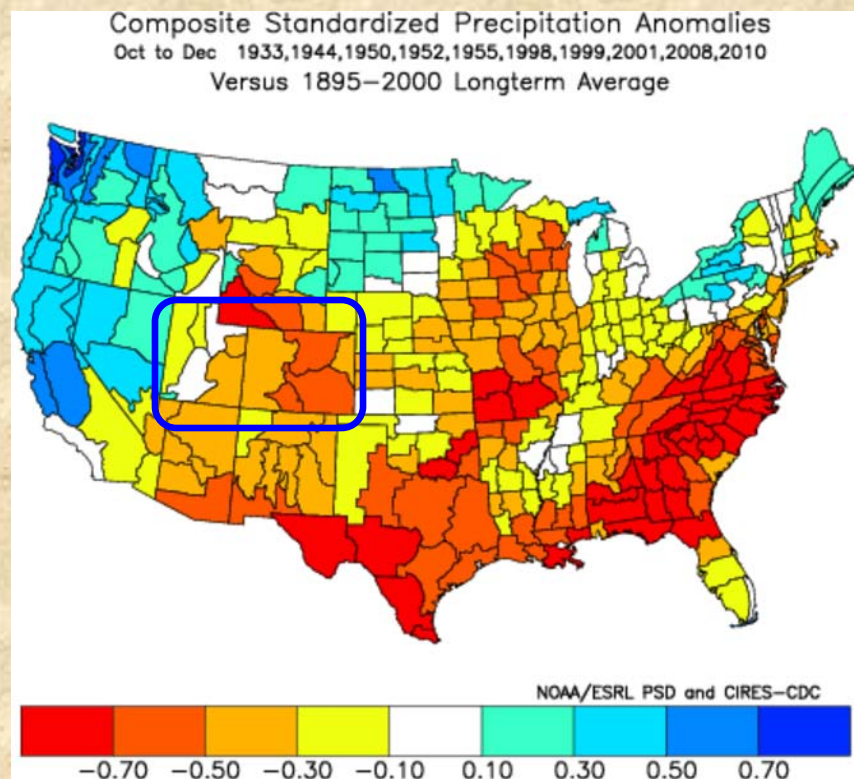 Composite Standardized Precipitation Anomalies
Oct to Dec 1933,1944,1950,1952,1955,1998,1999,2001,2008,2010
Versus 1895−2000 Longterm Average
NOAA/ESRL PSD and CIRES−CDC
−0.70 −0.50 −0.30 −0.10 0.10 0.30 0.50 0.70